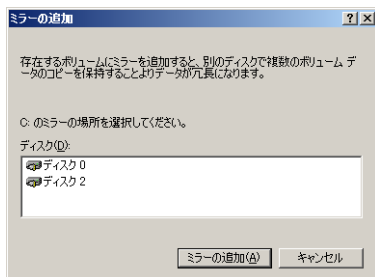 ミラーの追加
存在するボリュームにミラーを追加すると、別のディスクで複数のボリューム デ
ータのコピーを保持することよりデータが冗長になります。
C: のミラーの場所を選択してください。
ディスク(D):
ディスク 0
ディスク 2
ミラーの追加(A) キャンセル